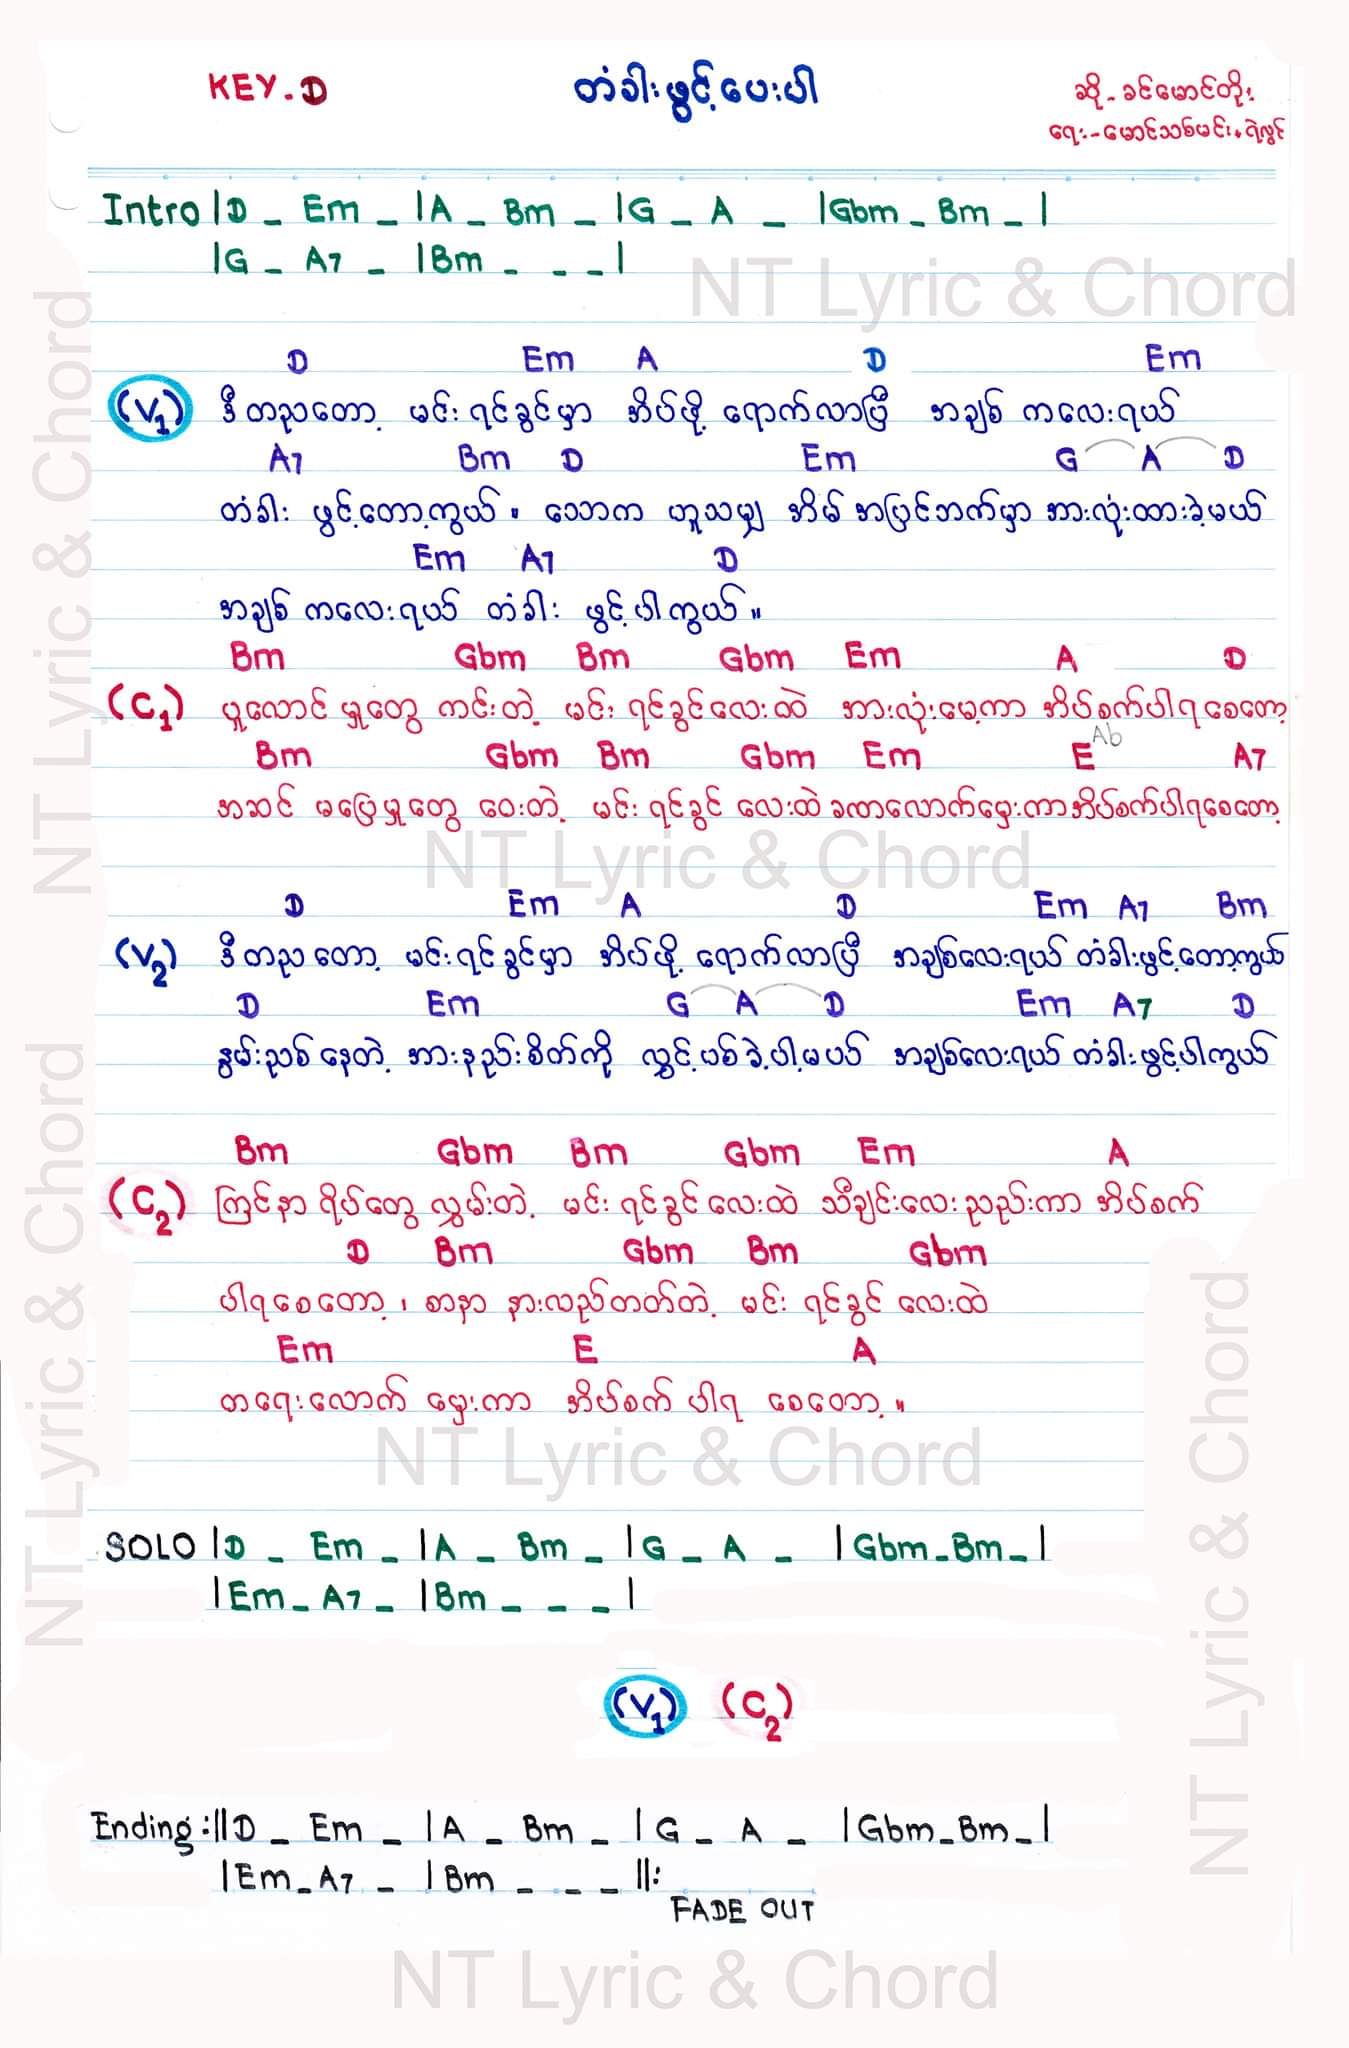 KEY. D
တံခါးဖွင့်ပေးပါ
ဆို - ခင်မောင်တိုး
ရေး - မောင်သစ်မင်း + ရဲလွင်
Intro |D _ Em _ |A _ Bm _ |G _ A _ |Gbm _ Bm _ |
|G _ A7 _ |Bm _ _ _ |
NT Lyric & Chord
D Em A D Em
(V1) ဒီတညတော့ မင်းရင်ခွင်မှာ အိပ်ဖို့ ရောက်လာပြီ အချစ် ကလေးရယ်
A7 Bm D Em G A D
တံခါး ဖွင့်တော့ကွယ်။ သောက ဟူသမျှ အိမ် အပြင်ဘက်မှာ အားလုံးထားခဲ့မယ်
Em A7 D
အချစ် ကလေးရယ် တံခါး ဖွင့်ပါကွယ်။
Bm Gbm Bm Gbm Em A D
(C1) ပူလောင် မှုတွေ ကင်းတဲ့ မင်း ရင်ခွင်လေးထဲ အားလုံးမေ့ကာ အိပ်စက်ပါရစေတော့
Bm Gbm Bm Gbm Em E Ab A7
အဆင် မပြေမှုတွေ ဝေးတဲ့ မင်း ရင်ခွင် လေးထဲ ခဏလောက်မှေးကာအိပ်စက်ပါရစေတော့
NT Lyric & Chord
D Em A D Em A7 Bm
(V2) ဒီတညတော့ မင်းရင်ခွင်မှာ အိပ်ဖို့ ရောက်လာပြီ အချစ်လေးရယ် တံခါးဖွင့်တော့ကွယ်
D Em G A D Em A7 D
နွမ်းညစ်နေတဲ့ အားနည်းစိတ်ကို လွှင့်ပစ်ခဲ့ပါ့မယ် အချစ်လေးရယ် တံခါးဖွင့်ပါကွယ်
Bm Gbm Bm Gbm Em A
(C2) ကြင်နာ ရိပ်တွေ လွှမ်းတဲ့ မင်း ရင်ခွင်လေးထဲ သီချင်းလေး ညည်းကာ အိပ်စက်
D Bm Gbm Bm Gbm
ပါရစေတော့၊ စာနာ နားလည်တတ်တဲ့ မင်း ရင်ခွင် လေးထဲ
Em E A
တရေးလောက် မှေးကာ အိပ်စက် ပါရ စေတော့။
NT Lyric & Chord
SOLO |D _ Em _ |A _ Bm _ |G _ A _ |Gbm _ Bm _ |
|Em _ A7 _ |Bm _ _ _ |
(V1) (C2)
Ending :||D _ Em _ |A _ Bm _ |G _ A _ |Gbm _ Bm _ |
|Em _ A7 _ |Bm _ _ _ ||:
FADE OUT
NT Lyric & Chord
NT Lyric & Chord
NT Lyric & Chord
NT Lyric & Chord